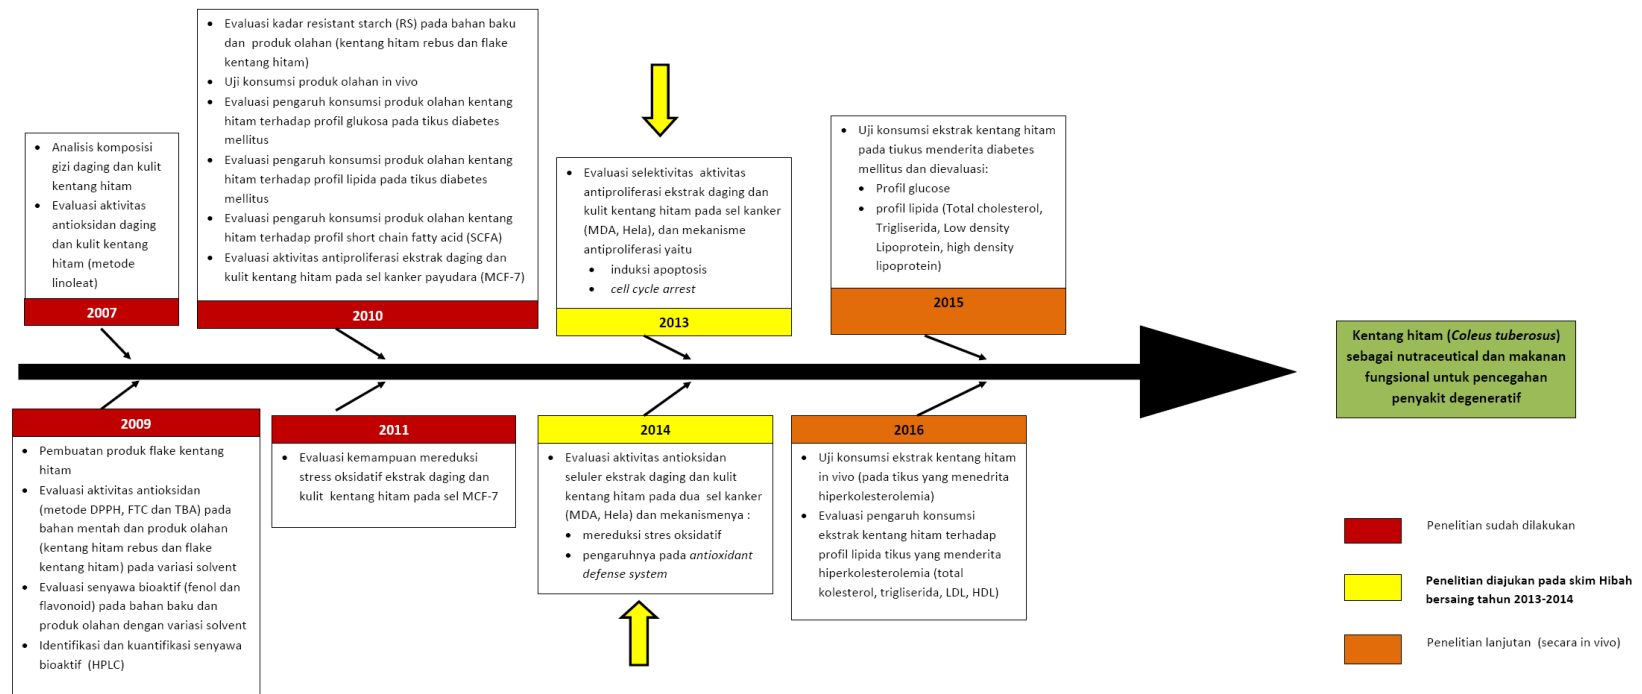 • Analisis komposisi
gizi daging dan kulit
kentang hitam
• Evaluasi aktivitas
antioksidan daging
dan kulit kentang
hitam (metode
linoleat)
2007
• Evaluasi kadar resistant starch (RS) pada bahan baku
dan produk olahan (kentang hitam rebus dan flake
kentang hitam)
• Uji konsumsi produk olahan in vivo
• Evaluasi pengaruh konsumsi produk olahan kentang
hitam terhadap profil glukosa pada tikus diabetes
mellitus
• Evaluasi pengaruh konsumsi produk olahan kentang
hitam terhadap profil lipida pada tikus diabetes
mellitus
• Evaluasi pengaruh konsumsi produk olahan kentang
hitam terhadap profil short chain fatty acid (SCFA)
• Evaluasi aktivitas antiproliferasi ekstrak daging dan
kulit kentang hitam pada sel kanker payudara (MCF-7)
2010
• Evaluasi selektivitas aktivitas
antiproliferasi ekstrak daging dan
kulit kentang hitam pada sel kanker
(MDA, Hela), dan mekanisme
antiproliferasi yaitu
• induksi apoptosis
• cell cycle arrest
2013
• Uji konsumsi ekstrak kentang hitam
pada tiukus menderita diabetes
mellitus dan dievaluasi:
• Profil glucose
• profil lipida (Total cholesterol,
Trigliserida, Low density
Lipoprotein, high density
lipoprotein)
2015
Kentang hitam (Coleus tuberosus)
sebagai nutraceutical dan makanan
fungsional untuk pencegahan
penyakit degeneratif
2009
• Pembuatan produk flake kentang
hitam
• Evaluasi aktivitas antioksidan
(metode DPPH, FTC dan TBA) pada
bahan mentah dan produk olahan
(kentang hitam rebus dan flake
kentang hitam) pada variasi solvent
• Evaluasi senyawa bioaktif (fenol dan
flavonoid) pada bahan baku dan
produk olahan dengan variasi solvent
• Identifikasi dan kuantifikasi senyawa
bioaktif (HPLC)
2011
• Evaluasi kemampuan mereduksi
stress oksidatif ekstrak daging dan
kulit kentang hitam pada sel MCF-7
2014
• Evaluasi aktivitas antioksidan
seluler ekstrak daging dan kulit
kentang hitam pada dua sel kanker
(MDA, Hela) dan mekanismenya :
• mereduksi stres oksidatif
• pengaruhnya pada antioxidant
defense system
2016
• Uji konsumsi ekstrak kentang hitam
in vivo (pada tikus yang menedrita
hiperkolesterolemia)
• Evaluasi pengaruh konsumsi
ekstrak kentang hitam terhadap
profil lipida tikus yang menderita
hiperkolesterolemia (total
kolesterol, trigliserida, LDL, HDL)
Penelitian sudah dilakukan
Penelitian diajukan pada skim Hibah
bersaing tahun 2013-2014
Penelitian lanjutan (secara in vivo)